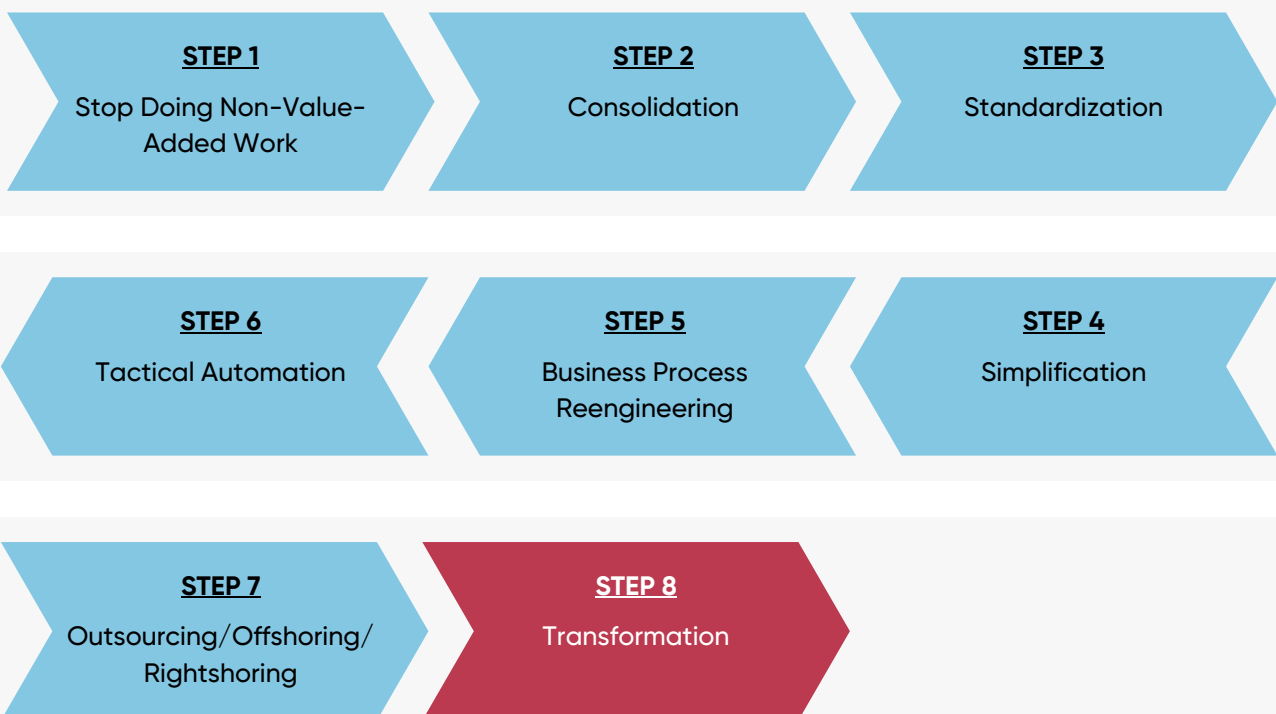 STEP 1
Stop Doing Non-Value-
Added Work
STEP 2
Consolidation
STEP 3
Standardization
STEP 4
Simplification
STEP 5
Business Process
Reengineering
STEP 6
Tactical Automation
STEP 7
Outsourcing/Offshoring/
Rightshoring
STEP 8
Transformation